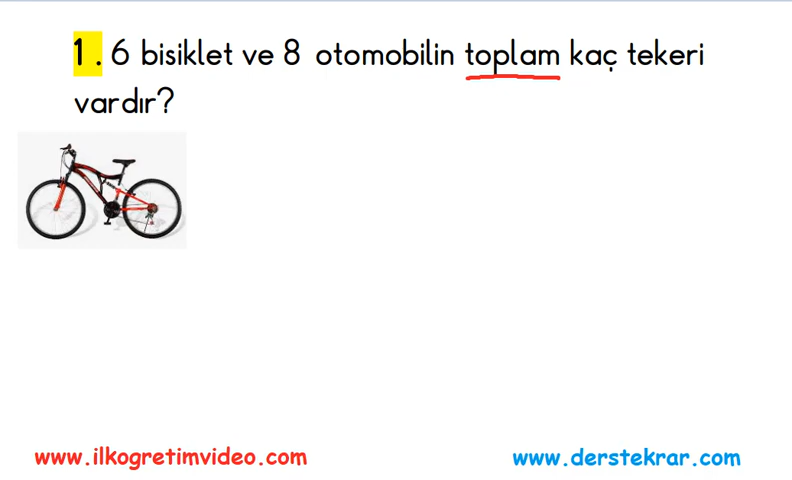 1 . 6 bisiklet ve 8 otomobilin toplam kaç tekeri
vardır?
www.ilkogretimvideo.com
www.derstekrar.com